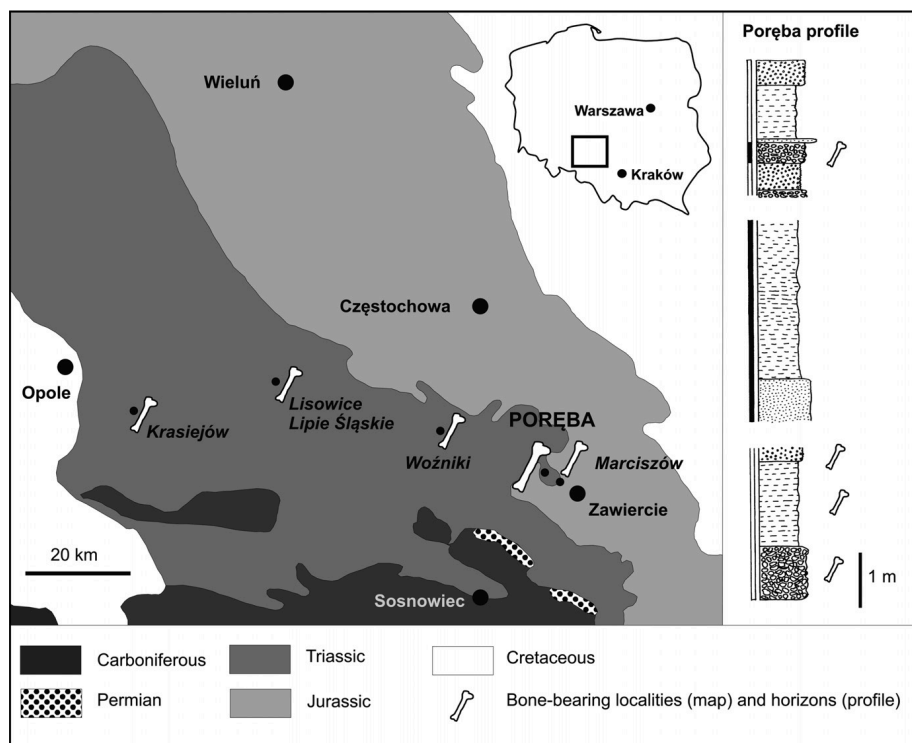 Poręba profile
Wieluń
Warszawa
Kraków
Częstochowa
Opole
Lisowice
Lipie Śląskie
Krasiejów
PORĘBA
Woźniki
Marciszów
Zawiercie
20 km
Sosnowiec
1 m
Carboniferous
Triassic
Cretaceous
Permian
Jurassic
Bone-bearing localities (map) and horizons (profile)